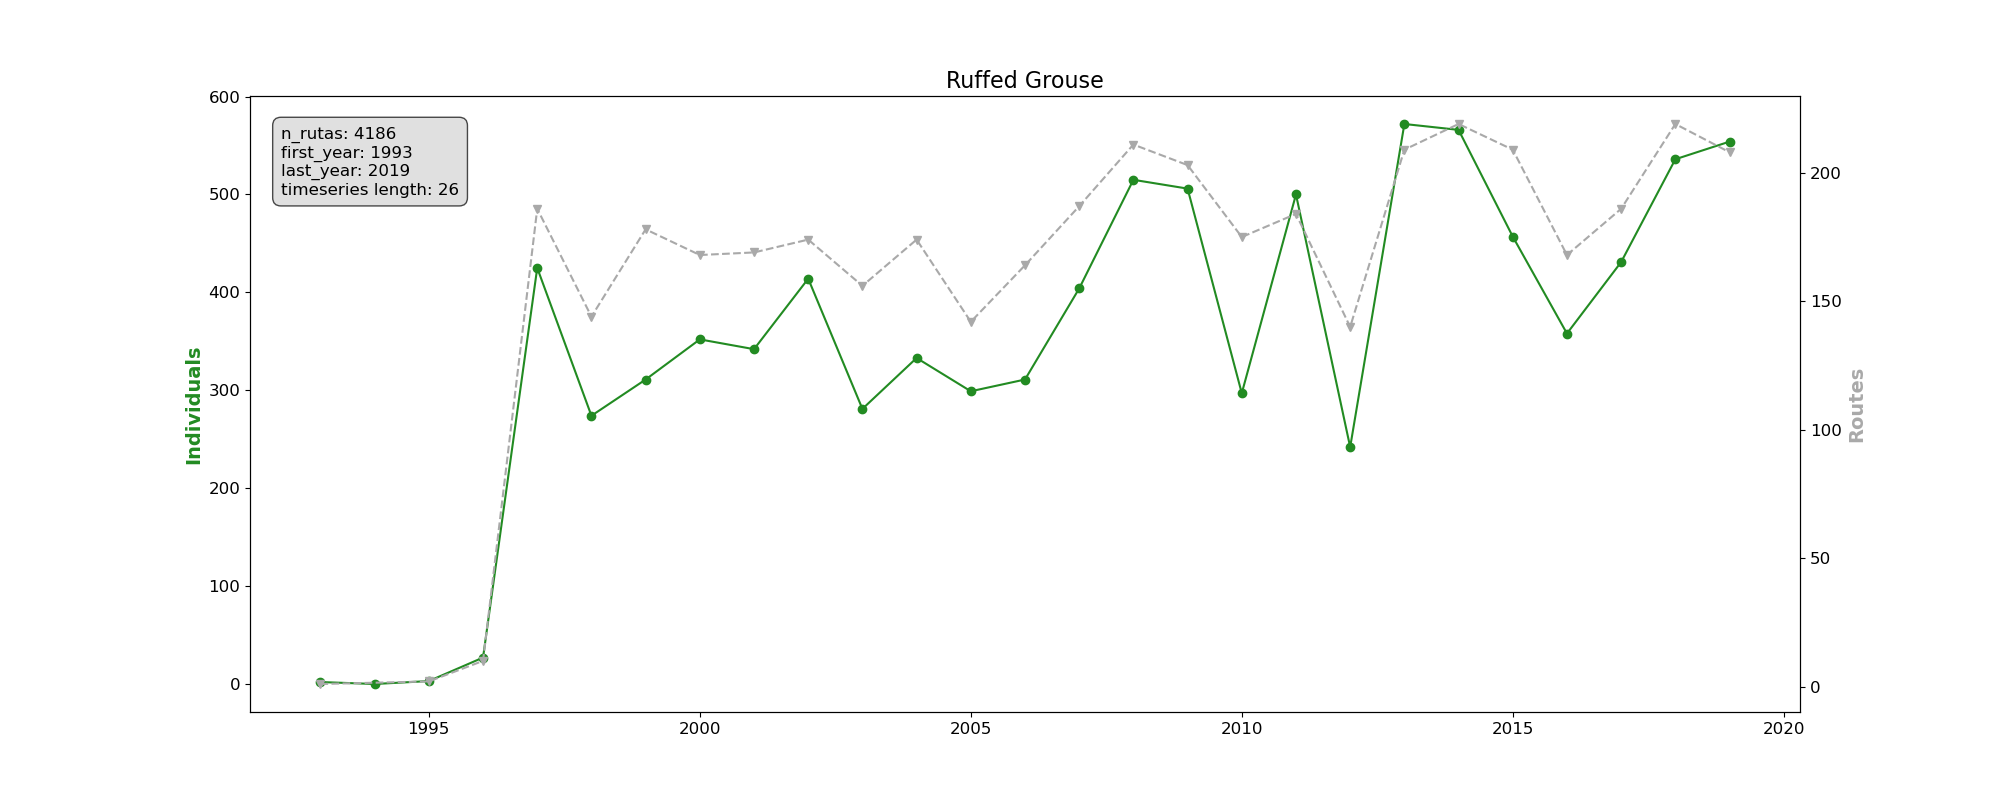 Ruffed Grouse
n_rutas: 4186
first_year: 1993
last_year: 2019
timeseries length: 26
600
500
400
300
200
100
0
Individuals
200
150
100
50
0
Routes
1995
2000
2005
2010
2015
2020